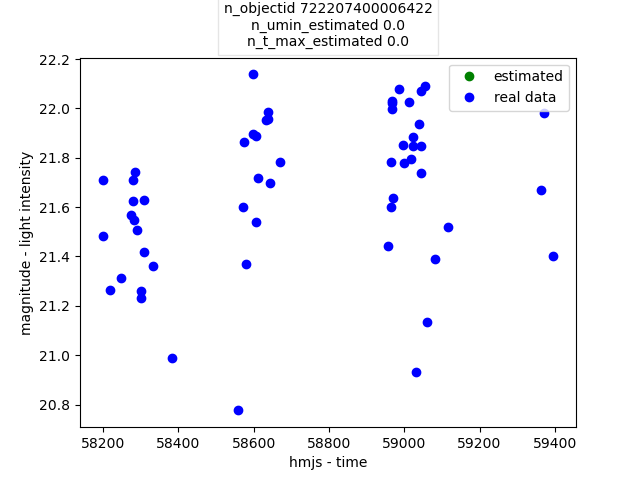 n_objectid 722207400006422
n_umin_estimated 0.0
n_t_max_estimated 0.0
22.2
22.0
21.8
21.6
21.4
21.2
21.0
20.8
magnitude - light intensity
estimated
real data
58200 58400 58600 58800 59000 59200 59400
hmjs - time